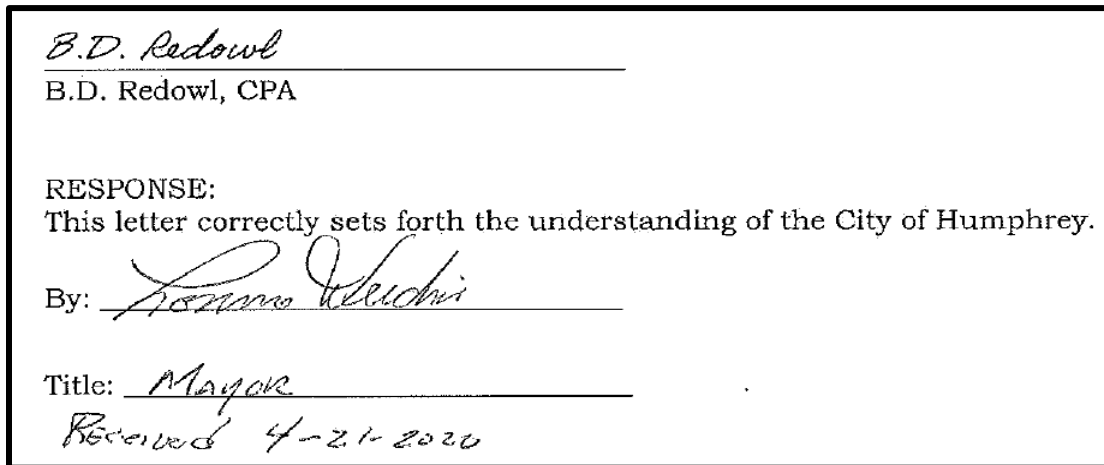 B.D. Redowl
B.D. Redowl, CPA
RESPONSE:
This letter correctly sets forth the understanding of the City of Humphrey.
By:
Title: Mayor
Received 4-21-2020